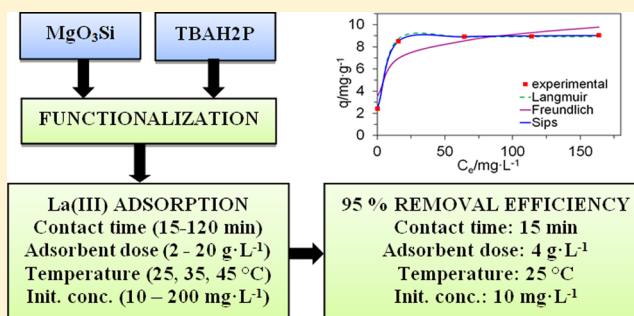 MgO₃Si
TBAH2P
FUNCTIONALIZATION
q/mg·g⁻¹
10
8
6
4
2
0
experimental
Langmuir
Freundlich
Sips
0 50 100 150
Cₑ/mg·L⁻¹
La(III) ADSORPTION
Contact time (15-120 min)
Adsorbent dose (2 - 20 g·L⁻¹)
Temperature (25, 35, 45 °C)
Init. conc. (10 – 200 mg·L⁻¹)
95 % REMOVAL EFFICIENCY
Contact time: 15 min
Adsorbent dose: 4 g·L⁻¹
Temperature: 25 °C
Init. conc.: 10 mg·L⁻¹